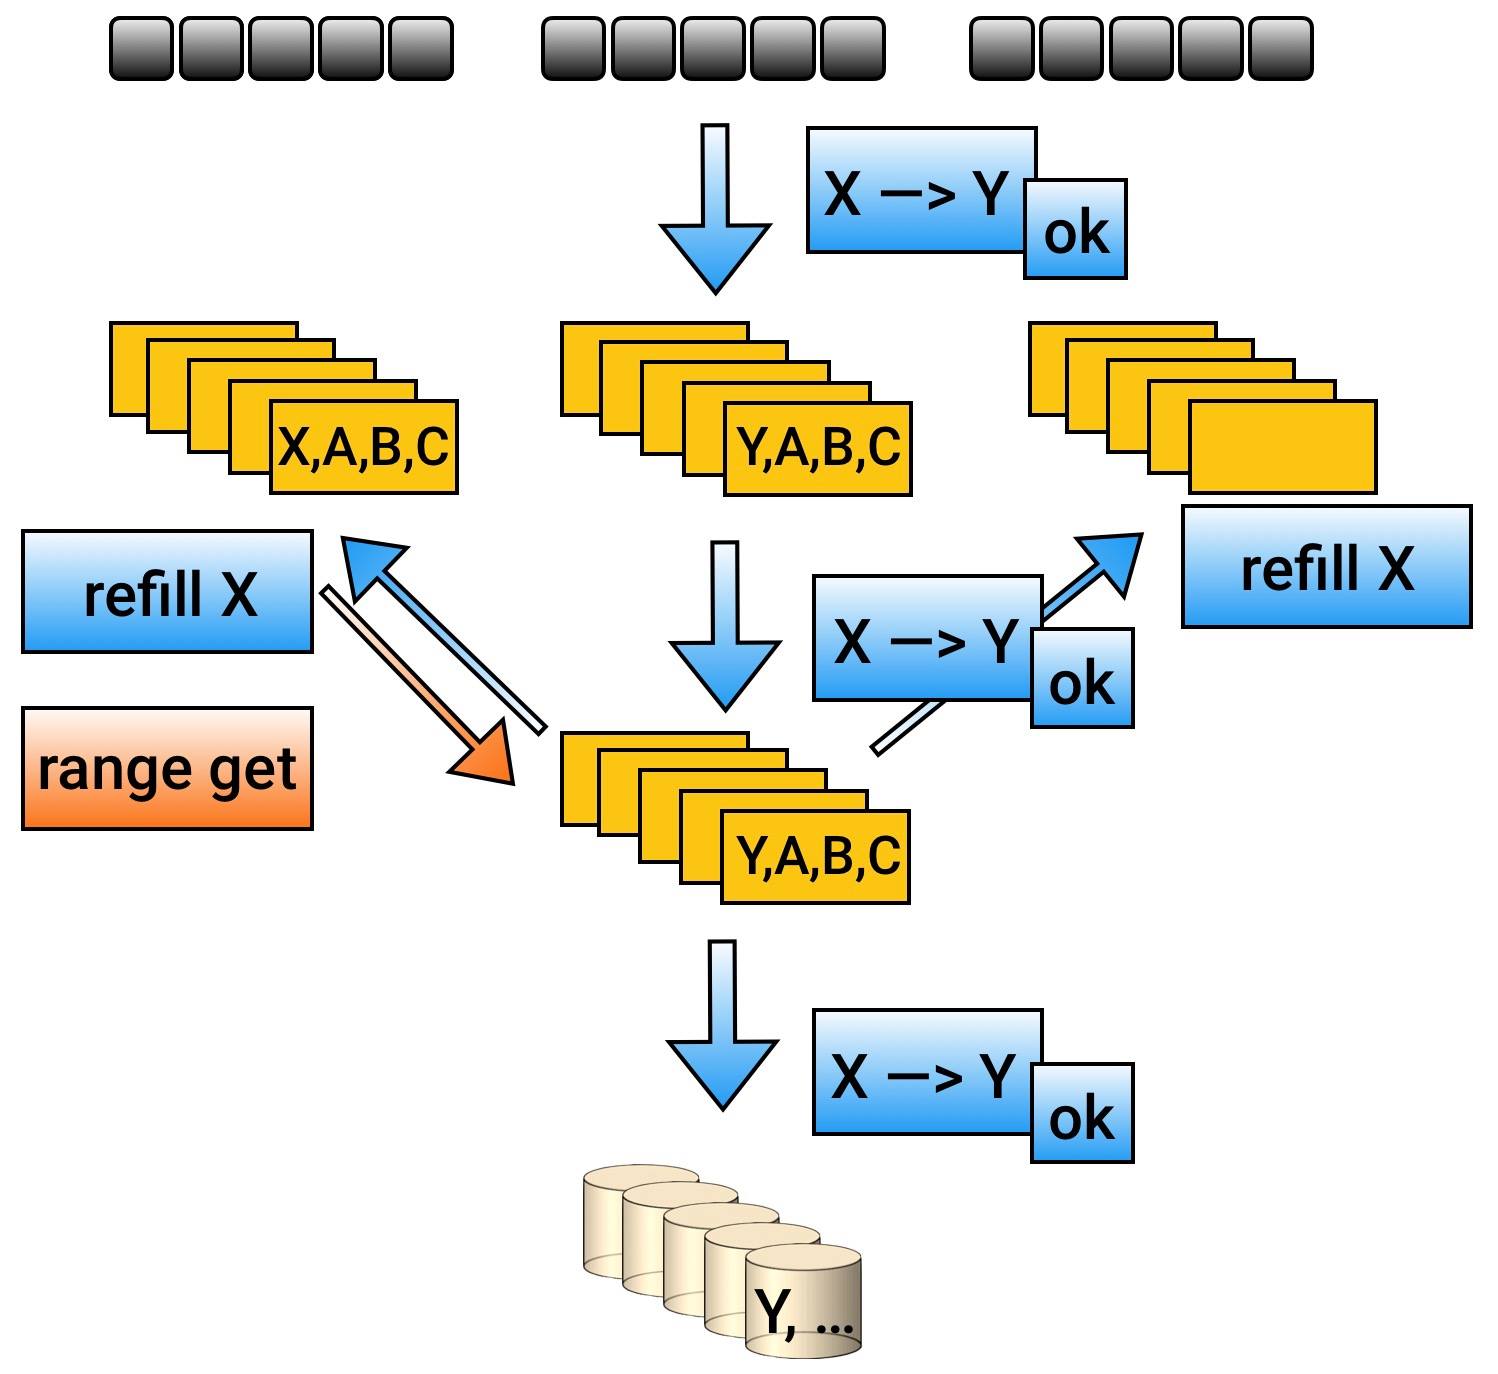 X —> Y
ok
X,A,B,C
Y,A,B,C
refill X
refill X
X —> Y
ok
range get
Y,A,B,C
X —> Y
ok
Y, ...